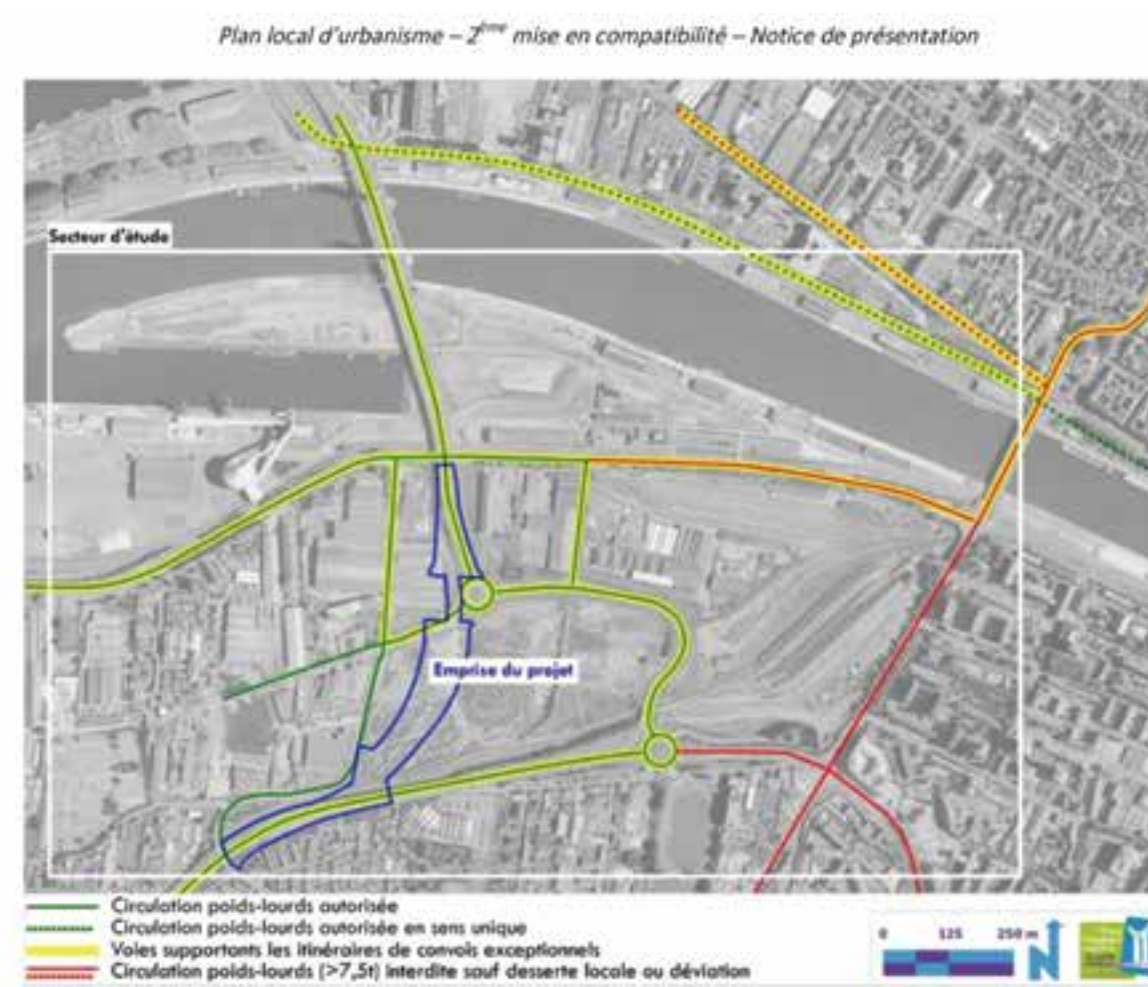 Plan local d'urbanisme – 2ème mise en compatibilité – Notice de présentation
Secteur d'étude
Emprise du projet
Circulation poids-lourds autorisée
Circulation poids-lourds autorisée en sens unique
Voies supportants les itinéraires de convois exceptionnels
Circulation poids-lourds (>7,5t) interdite sauf desserte locale ou déviation
0 125 250 m
N